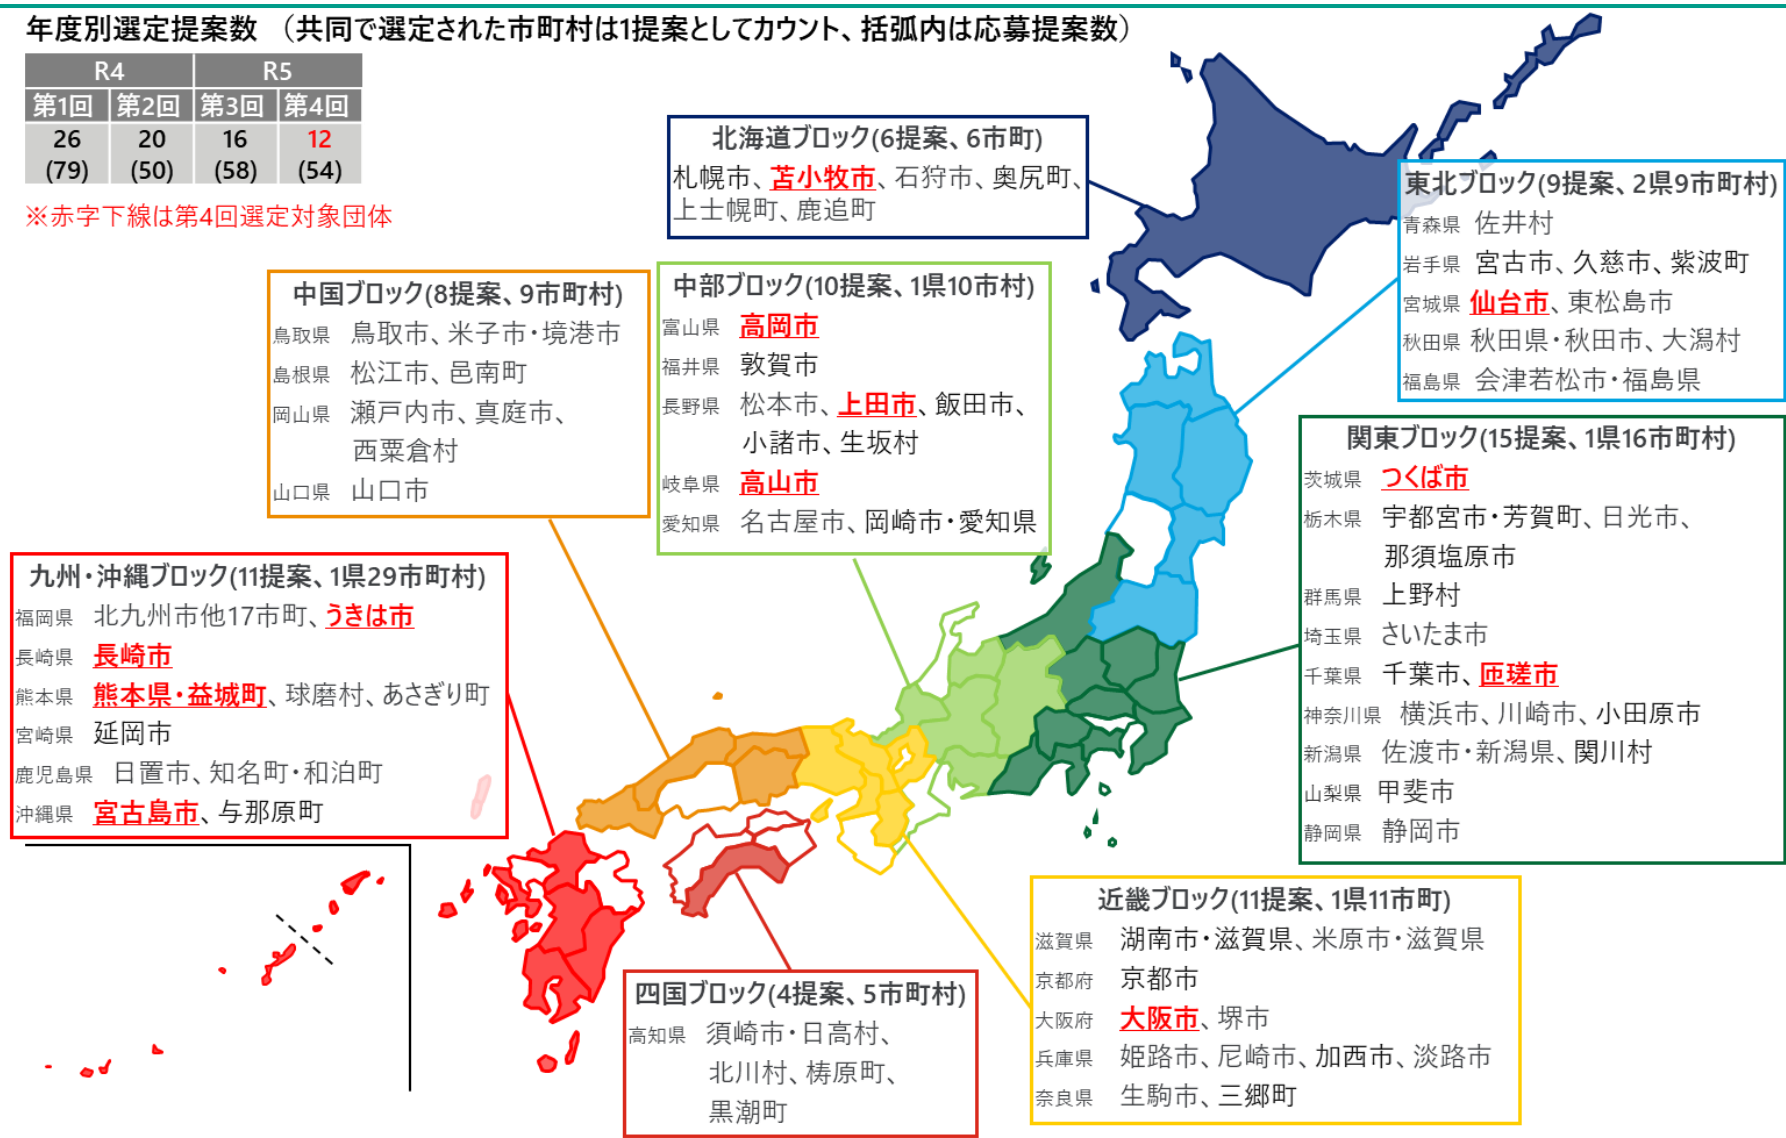 年度別選定提案数 （共同で選定された市町村は1提案としてカウント、括弧内は応募提案数）
R4 R5
第1回 第2回 第3回 第4回
26 20 16 12
(79) (50) (58) (54)
※赤字下線は第4回選定対象団体
北海道ブロック(6提案、6市町)
札幌市、苫小牧市、石狩市、奥尻町、
上士幌町、鹿追町
東北ブロック(9提案、2県9市町村)
青森県 佐井村
岩手県 宮古市、久慈市、紫波町
宮城県 仙台市、東松島市
秋田県 秋田県・秋田市、大潟村
福島県 会津若松市・福島県
中国ブロック(8提案、9市町村)
鳥取県 鳥取市、米子市・境港市
島根県 松江市、邑南町
岡山県 瀬戸内市、真庭市、
西粟倉村
山口県 山口市
中部ブロック(10提案、1県10市村)
富山県 高岡市
福井県 敦賀市
長野県 松本市、上田市、飯田市、
小諸市、生坂村
岐阜県 高山市
愛知県 名古屋市、岡崎市・愛知県
関東ブロック(15提案、1県16市町村)
茨城県 つくば市
栃木県 宇都宮市・芳賀町、日光市、
那須塩原市
群馬県 上野村
埼玉県 さいたま市
千葉県 千葉市、匝瑳市
神奈川県 横浜市、川崎市、小田原市
新潟県 佐渡市・新潟県、関川村
山梨県 甲斐市
静岡県 静岡市
九州・沖縄ブロック(11提案、1県29市町村)
福岡県 北九州市他17市町、うきは市
長崎県 長崎市
熊本県 熊本県・益城町、球磨村、あさぎり町
宮崎県 延岡市
鹿児島県 日置市、知名町・和泊町
沖縄県 宮古島市、与那原町
四国ブロック(4提案、5市町村)
高知県 須崎市・日高村、
北川村、梼原町、
黒潮町
近畿ブロック(11提案、1県11市町)
滋賀県 湖南市・滋賀県、米原市・滋賀県
京都府 京都市
大阪府 大阪市、堺市
兵庫県 姫路市、尼崎市、加西市、淡路市
奈良県 生駒市、三郷町